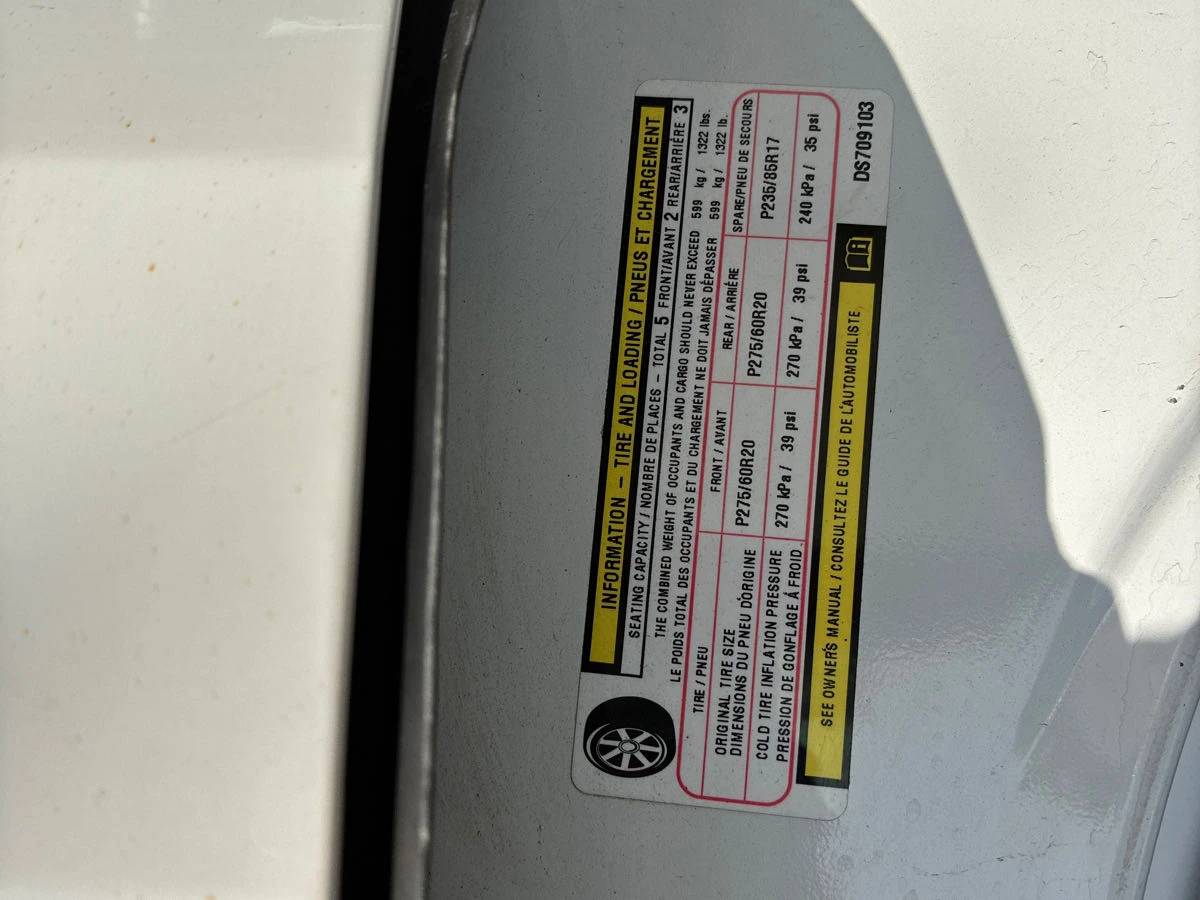 INFORMATION – TIRE AND LOADING / PNEUS ET CHARGEMENT
SEATING CAPACITY / NOMBRE DE PLACES – TOTAL 5 FRONT/AVANT 2 REAR/ARRIÈRE 3
THE COMBINED WEIGHT OF OCCUPANTS AND CARGO SHOULD NEVER EXCEED 599 kg / 1322 lbs.
LE POIDS TOTAL DES OCCUPANTS ET DU CHARGEMENT NE DOIT JAMAIS DÉPASSER 599 kg / 1322 lb.
TIRE / PNEU FRONT / AVANT REAR / ARRIÈRE SPARE/PNEU DE SECOURS
ORIGINAL TIRE SIZE
DIMENSIONS DU PNEU D'ORIGINE P275/60R20 P275/60R20 P235/85R17
COLD TIRE INFLATION PRESSURE
PRESSION DE GONFLAGE À FROID 270 kPa / 39 psi 270 kPa / 39 psi 240 kPa / 35 psi
SEE OWNER'S MANUAL / CONSULTEZ LE GUIDE DE L'AUTOMOBILISTE
DS709103